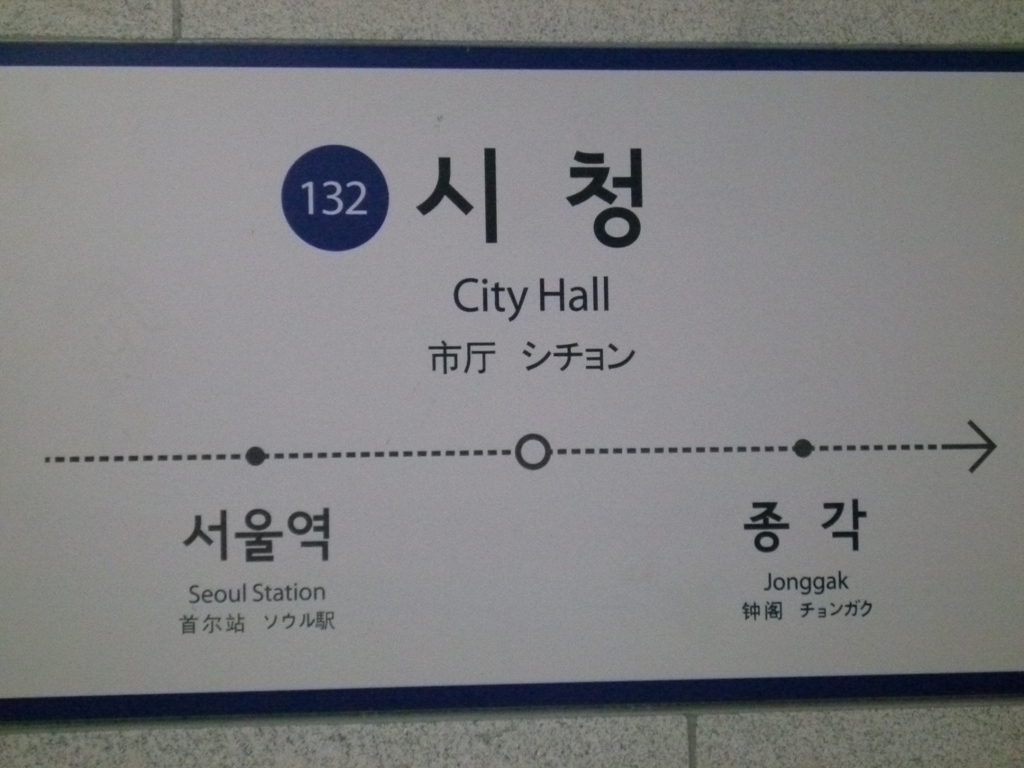 132 시 청
City Hall
市厅 シチョン
서울역
Seoul Station
首尔站 ソウル駅
종 각
Jonggak
钟阁 チョンガク